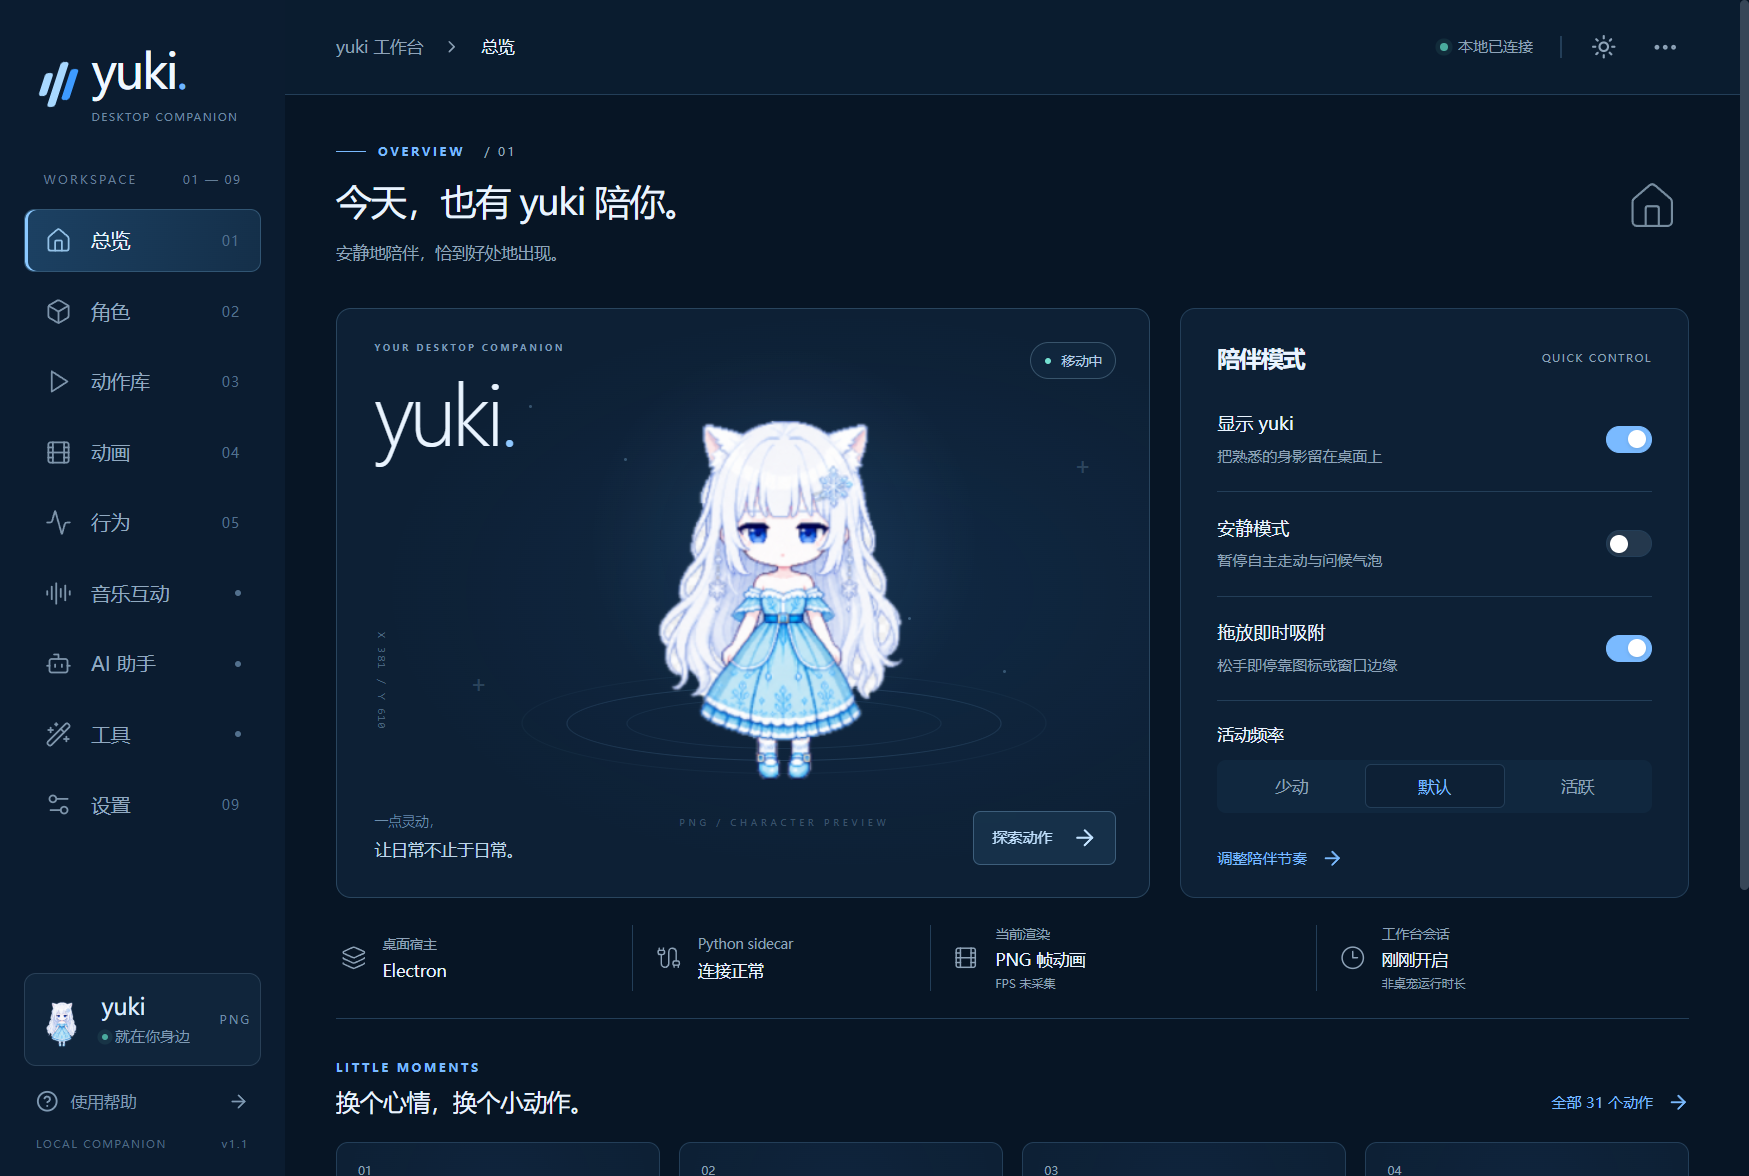 yuki.
DESKTOP COMPANION
WORKSPACE 01 — 09
总览 01
角色 02
动作库 03
动画 04
行为 05
音乐互动
AI 助手
工具
设置 09
yuki
就在你身边
PNG
使用帮助
LOCAL COMPANION v1.1
yuki 工作台 > 总览
本地已连接
OVERVIEW / 01
今天，也有 yuki 陪你。
安静地陪伴，恰到好处地出现。
YOUR DESKTOP COMPANION
yuki.
移动中
X 381 / Y 610
一点灵动，
让日常不止于日常。
PNG / CHARACTER PREVIEW
探索动作
陪伴模式
QUICK CONTROL
显示 yuki
把熟悉的身影留在桌面上
安静模式
暂停自主走动与问候气泡
拖放即时吸附
松手即停靠图标或窗口边缘
活动频率
少动 默认 活跃
调整陪伴节奏
桌面宿主
Electron
Python sidecar
连接正常
当前渲染
PNG 帧动画
FPS 未采集
工作台会话
刚刚开启
非桌宠运行时长
LITTLE MOMENTS
换个心情，换个小动作。
全部 31 个动作
01
02
03
04